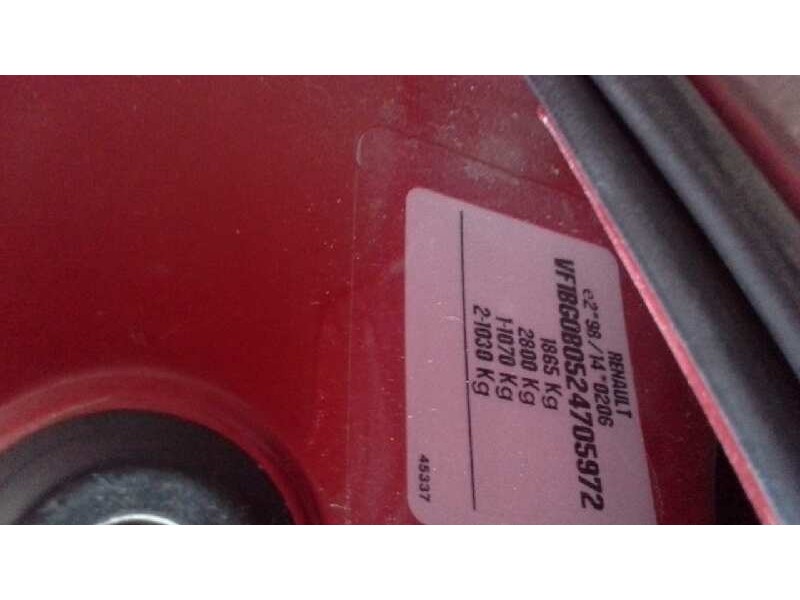 RENAULT
e2*98/14*0206
VF1BG0B0524705972
1865 Kg
2800 Kg
1-1070 Kg
2-1030 Kg
45337